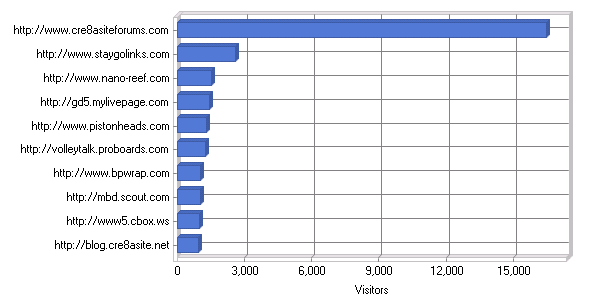 http://www.cre8asiteforums.com
http://www.staygolinks.com
http://www.nano-reef.com
http://gd5.mylivepage.com
http://www.pistonheads.com
http://volleytalk.proboards.com
http://www.bpwrap.com
http://mbd.scout.com
http://www5.cbox.ws
http://blog.cre8asite.net
0 3,000 6,000 9,000 12,000 15,000
Visitors